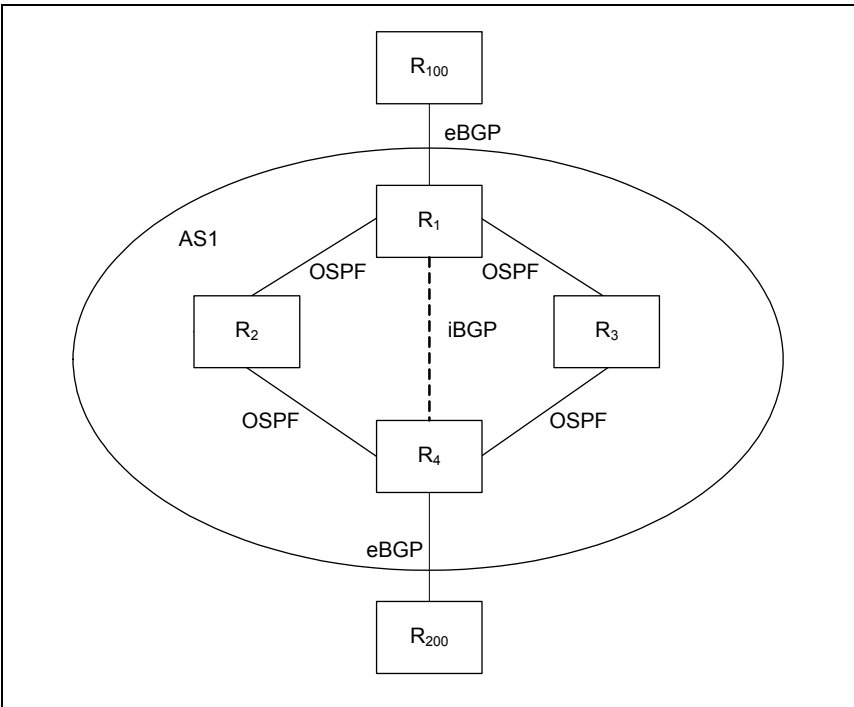 R100
eBGP
R1
AS1
OSPF
OSPF
R2
iBGP
R3
OSPF
OSPF
R4
eBGP
R200